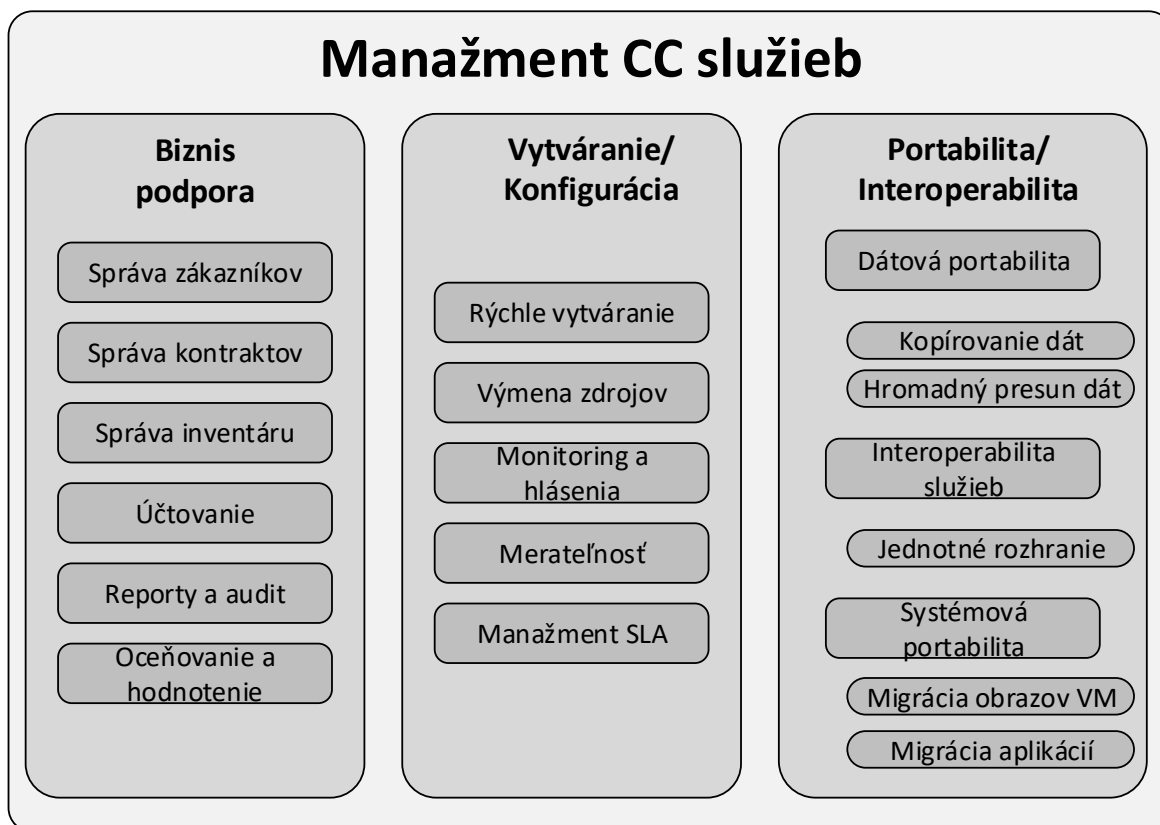 Manažment CC služieb
Biznis
podpora
Správa zákazníkov
Správa kontraktov
Správa inventáru
Účtovanie
Reporty a audit
Oceňovanie a
hodnotenie
Vytváranie/
Konfigurácia
Rýchle vytváranie
Výmena zdrojov
Monitoring a
hlásenia
Merateľnosť
Manažment SLA
Portabilita/
Interoperabilita
Dátová portabilita
Kopírovanie dát
Hromadný presun dát
Interoperabilita
služieb
Jednotné rozhranie
Systémová
portabilita
Migrácia obrazov VM
Migrácia aplikácií